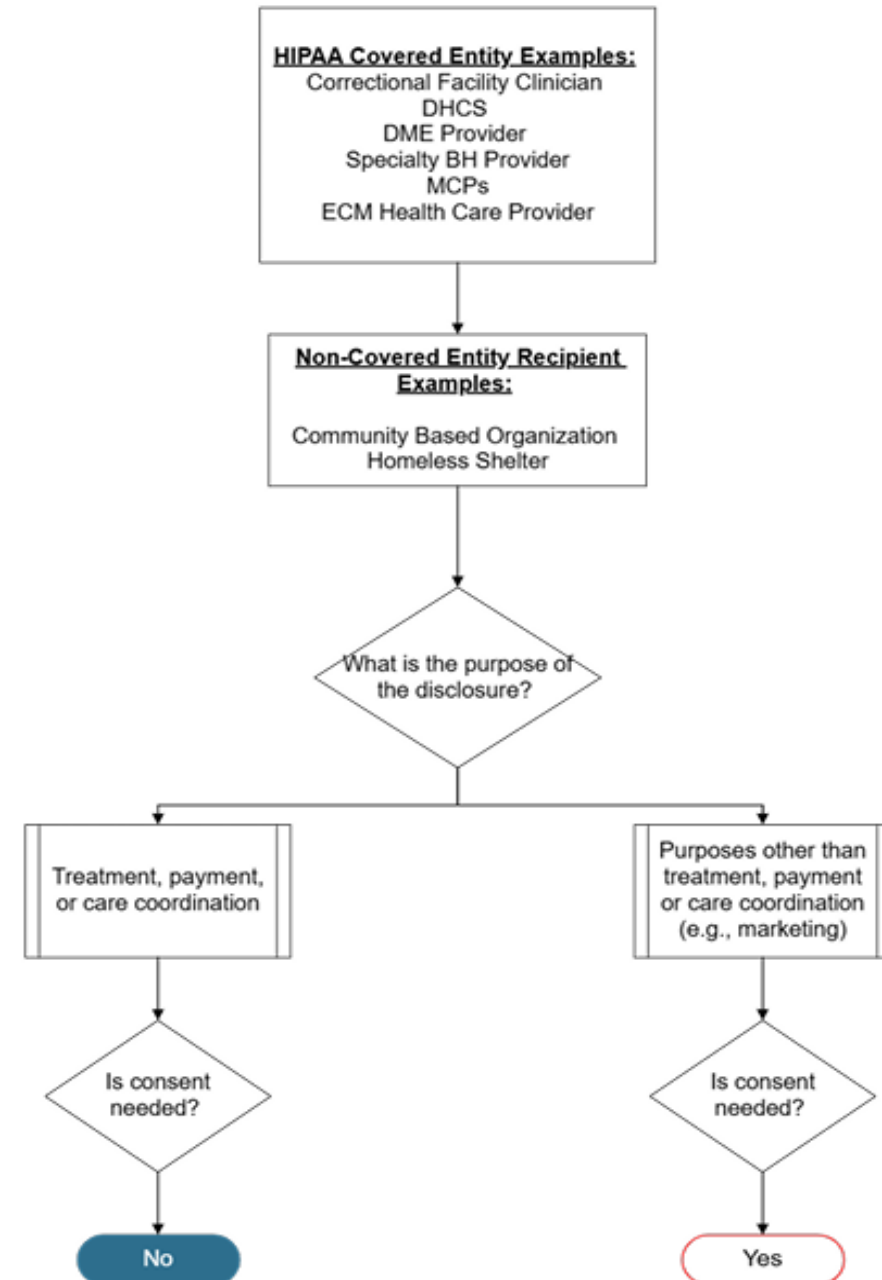 HIPAA Covered Entity Examples:
Correctional Facility Clinician
DHCS
DME Provider
Specialty BH Provider
MCPs
ECM Health Care Provider
Non-Covered Entity Recipient
Examples:
Community Based Organization
Homeless Shelter
What is the purpose of
the disclosure?
Treatment, payment,
or care coordination
Purposes other than
treatment, payment
or care coordination
(e.g., marketing)
Is consent
needed?
Is consent
needed?
No
Yes